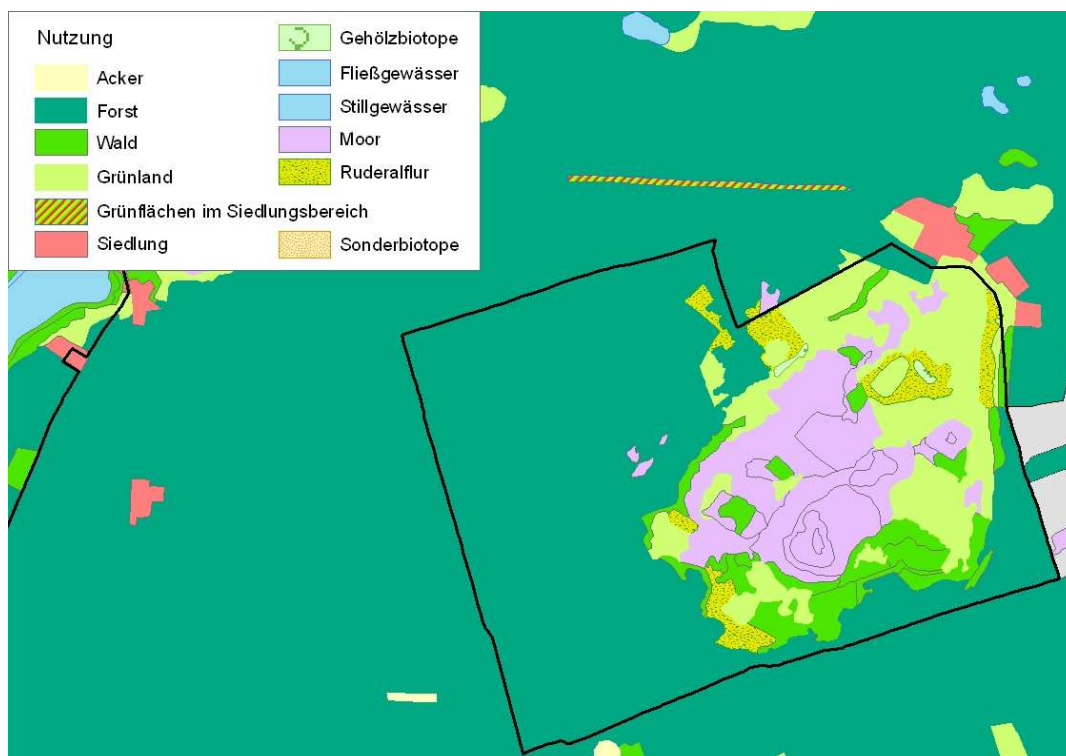 Nutzung
Acker
Forst
Wald
Grünland
Grünflächen im Siedlungsbereich
Siedlung
Gehölzbiotope
Fließgewässer
Stillgewässer
Moor
Ruderalflur
Sonderbiotope